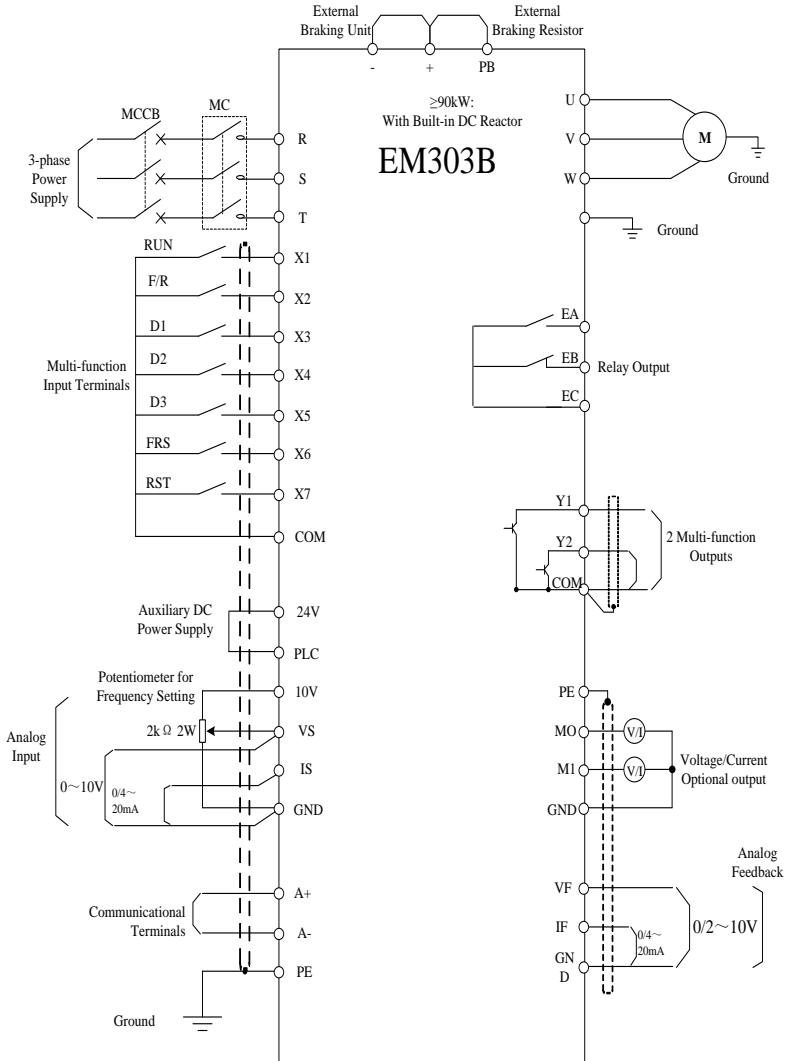 External
Braking Unit
External
Braking Resistor
-
+
PB
≥90kW:
With Built-in DC Reactor
EM303B
MCCB
MC
3-phase
Power
Supply
R
S
T
U
V
W
M
Ground
Ground
RUN
X1
F/R
X2
D1
X3
D2
X4
D3
X5
FRS
X6
RST
X7
COM
Multi-function
Input Terminals
EA
EB
EC
Relay Output
Y1
Y2
COM
2 Multi-function
Outputs
Auxiliary DC
Power Supply
24V
PLC
Potentiometer for
Frequency Setting
10V
2kΩ 2W
VS
IS
GND
Analog
Input
0～10V
0/4～
20mA
PE
MO
V/I
M1
V/I
GND
Voltage/Current
Optional output
Analog
Feedback
VF
IF
GN
D
0/4～
20mA
0/2～10V
Communicational
Terminals
A+
A-
PE
Ground